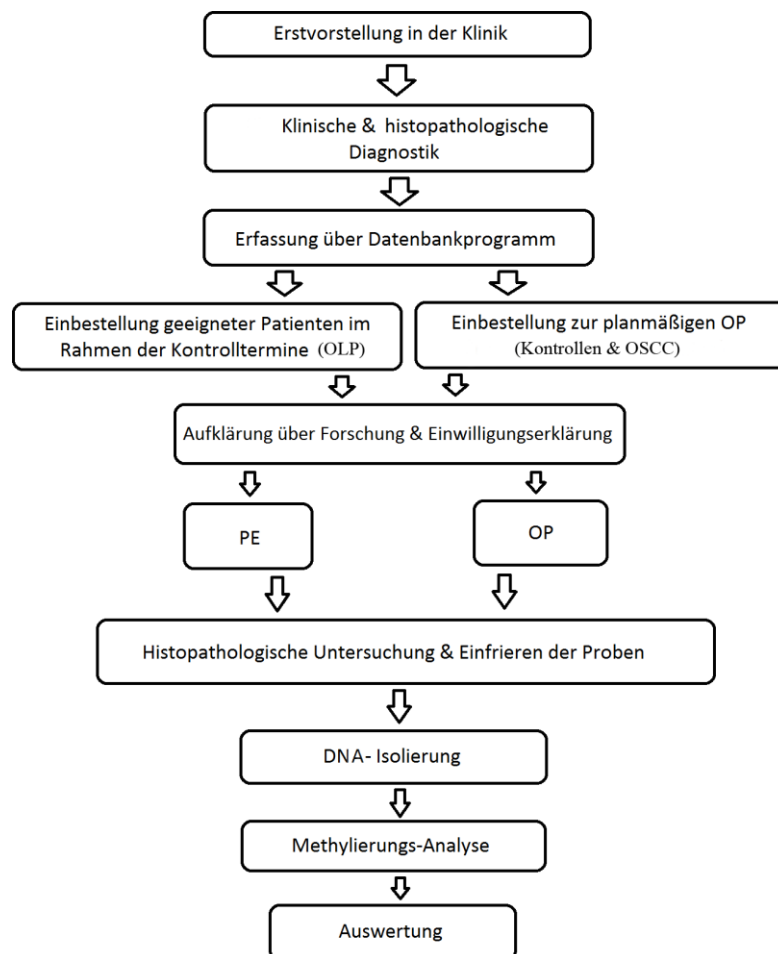 Erstvorstellung in der Klinik
Klinische & histopathologische
Diagnostik
Erfassung über Datenbankprogramm
Einbestellung geeigneter Patienten im
Rahmen der Kontrolltermine (OLP)
Einbestellung zur planmäßigen OP
(Kontrollen & OSCC)
Aufklärung über Forschung & Einwilligungserklärung
PE
OP
Histopathologische Untersuchung & Einfrieren der Proben
DNA- Isolierung
Methylierungs-Analyse
Auswertung